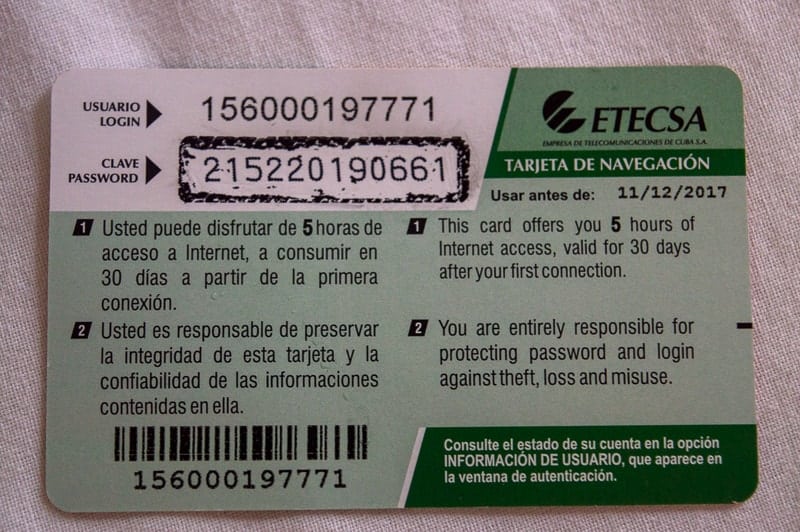 USUARIO
LOGIN
156000197771
CLAVE
PASSWORD
215220190661
ETECSA
EMPRESA DE TELECOMUNICACIONES DE CUBA S.A.
TARJETA DE NAVEGACIÓN
Usar antes de: 11/12/2017
1 Usted puede disfrutar de 5 horas de
acceso a Internet, a consumir en
30 días a partir de la primera
conexión.
2 Usted es responsable de preservar
la integridad de esta tarjeta y la
confiabilidad de las informaciones
contenidas en ella.
1 This card offers you 5 hours of
Internet access, valid for 30 days
after your first connection.
2 You are entirely responsible for
protecting password and login
against theft, loss and misuse.
156000197771
Consulte el estado de su cuenta en la opción
INFORMACIÓN DE USUARIO, que aparece en
la ventana de autenticación.